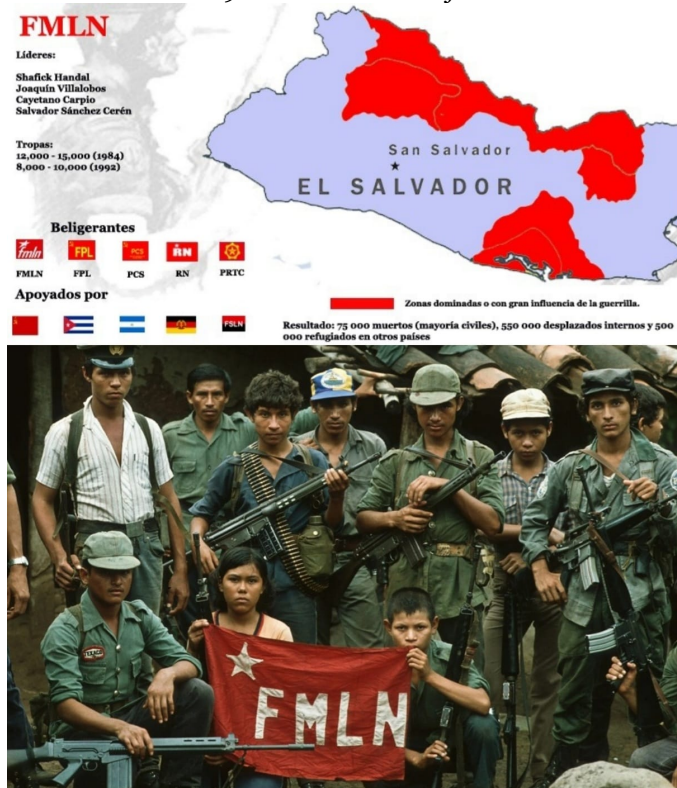 FMLN
Líderes:
Shafick Handal
Joaquín Villalobos
Cayetano Carpio
Salvador Sánchez Cerén
Tropas:
12,000 - 15,000 (1984)
8,000 - 10,000 (1992)
San Salvador
EL SALVADOR
Beligerantes
fmln
FPL
PCS
RN
FMLN
FPL
PCS
RN
PRTC
Apoyados por
FSLN
Zonas dominadas o con gran influencia de la guerrilla.
Resultado: 75 000 muertos (mayoría civiles), 550 000 desplazados internos y 500
000 refugiados en otros países
TEXACO
FMLN